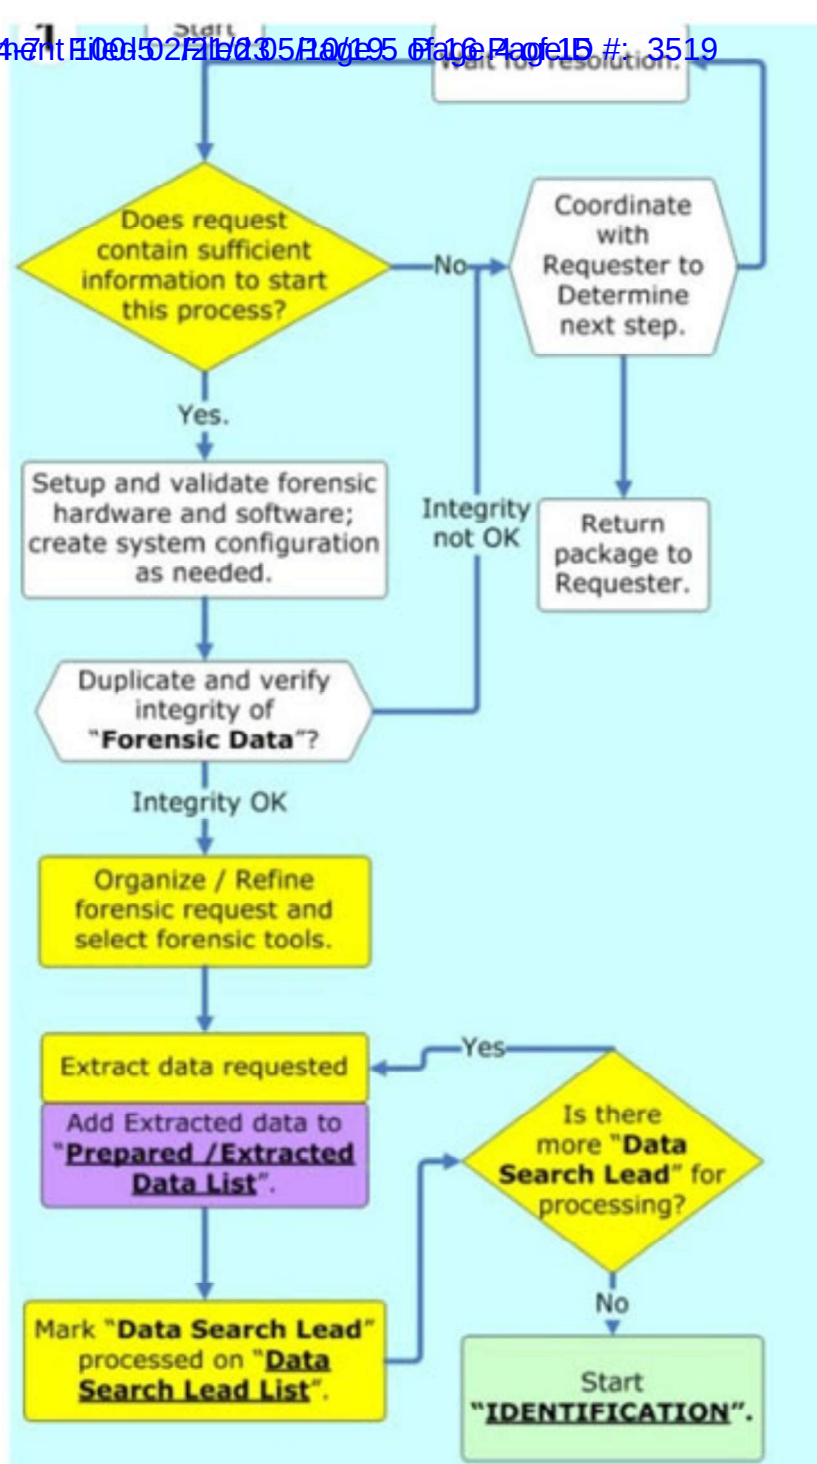 Start
Wait for resolution.
Does request
contain sufficient
information to start
this process?
No
Coordinate
with
Requester to
Determine
next step.
Yes.
Setup and validate forensic
hardware and software;
create system configuration
as needed.
Integrity
not OK
Return
package to
Requester.
Duplicate and verify
integrity of
"Forensic Data"?
Integrity OK
Organize / Refine
forensic request and
select forensic tools.
Extract data requested
Add Extracted data to
"Prepared /Extracted
Data List".
Yes
Is there
more "Data
Search Lead" for
processing?
Mark "Data Search Lead"
processed on "Data
Search Lead List".
No
Start
"IDENTIFICATION".